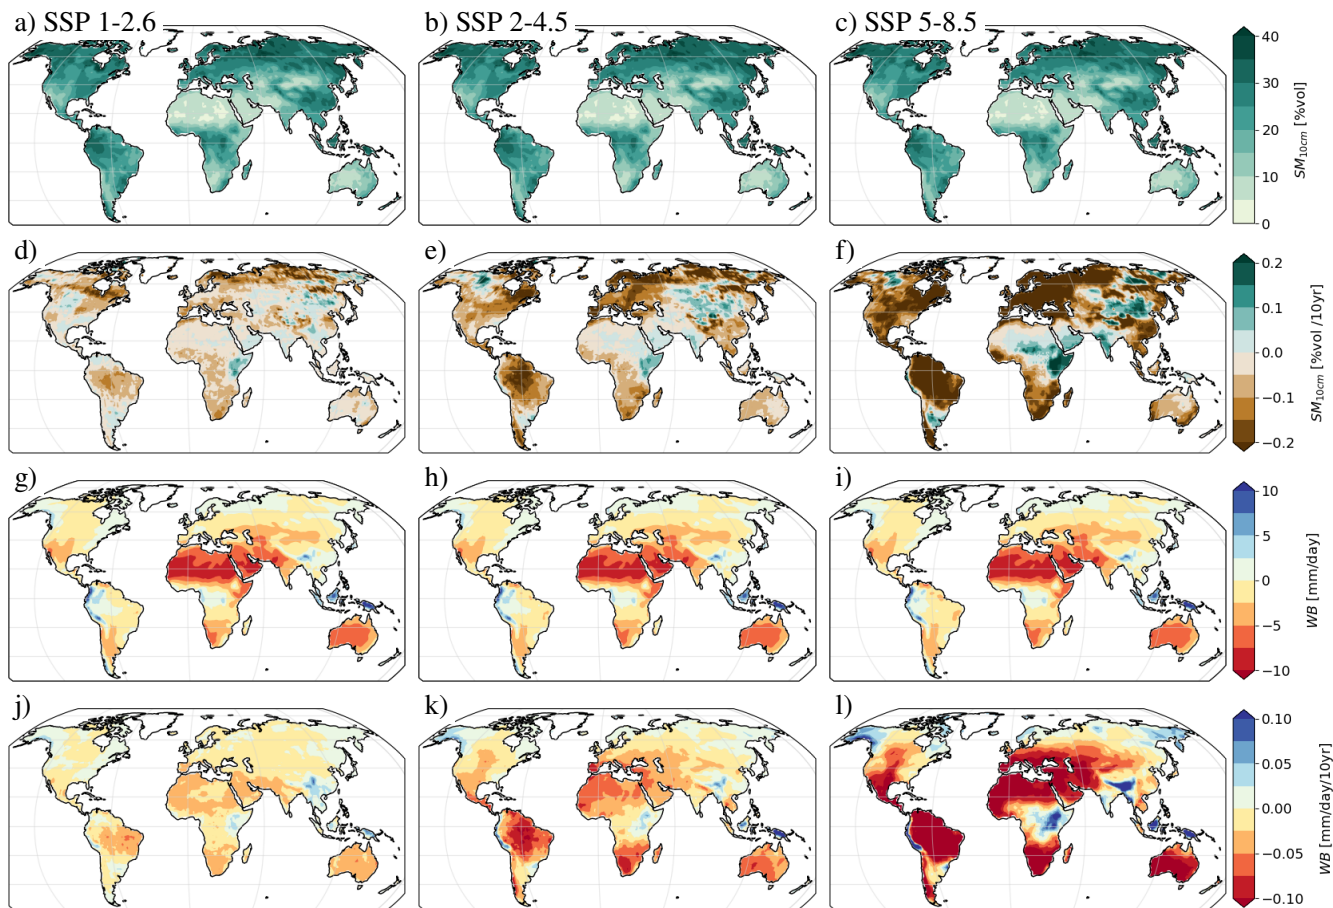 a) SSP 1-2.6
b) SSP 2-4.5
c) SSP 5-8.5
40
30
20
10
0
SM10cm [%vol]
d)
e)
f)
0.2
0.1
0.0
−0.1
−0.2
SM10cm [%vol /10yr]
g)
h)
i)
10
5
0
−5
−10
WB [mm/day]
j)
k)
l)
0.10
0.05
0.00
−0.05
−0.10
WB [mm/day/10yr]